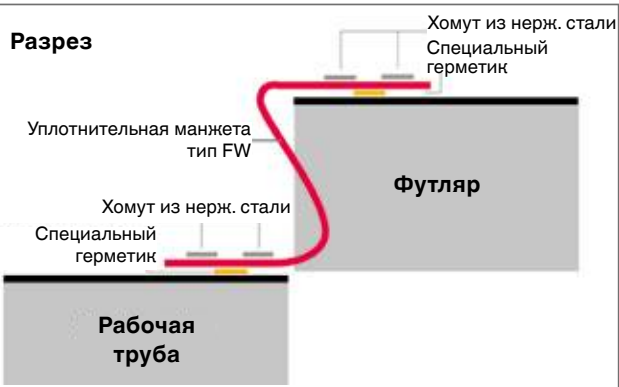 Разрез
Хомут из нерж. стали
Специальный
герметик
Уплотнительная манжета
тип FW
Футляр
Хомут из нерж. стали
Специальный
герметик
Рабочая
труба